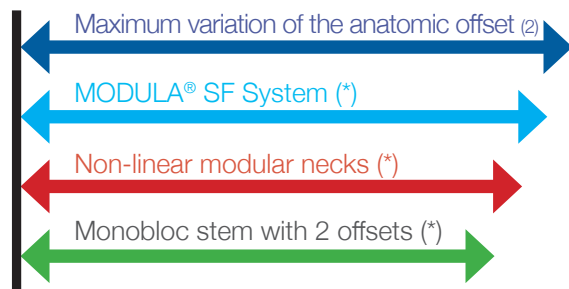 Maximum variation of the anatomic offset (2)
MODULA® SF System (*)
Non-linear modular necks (*)
Monobloc stem with 2 offsets (*)